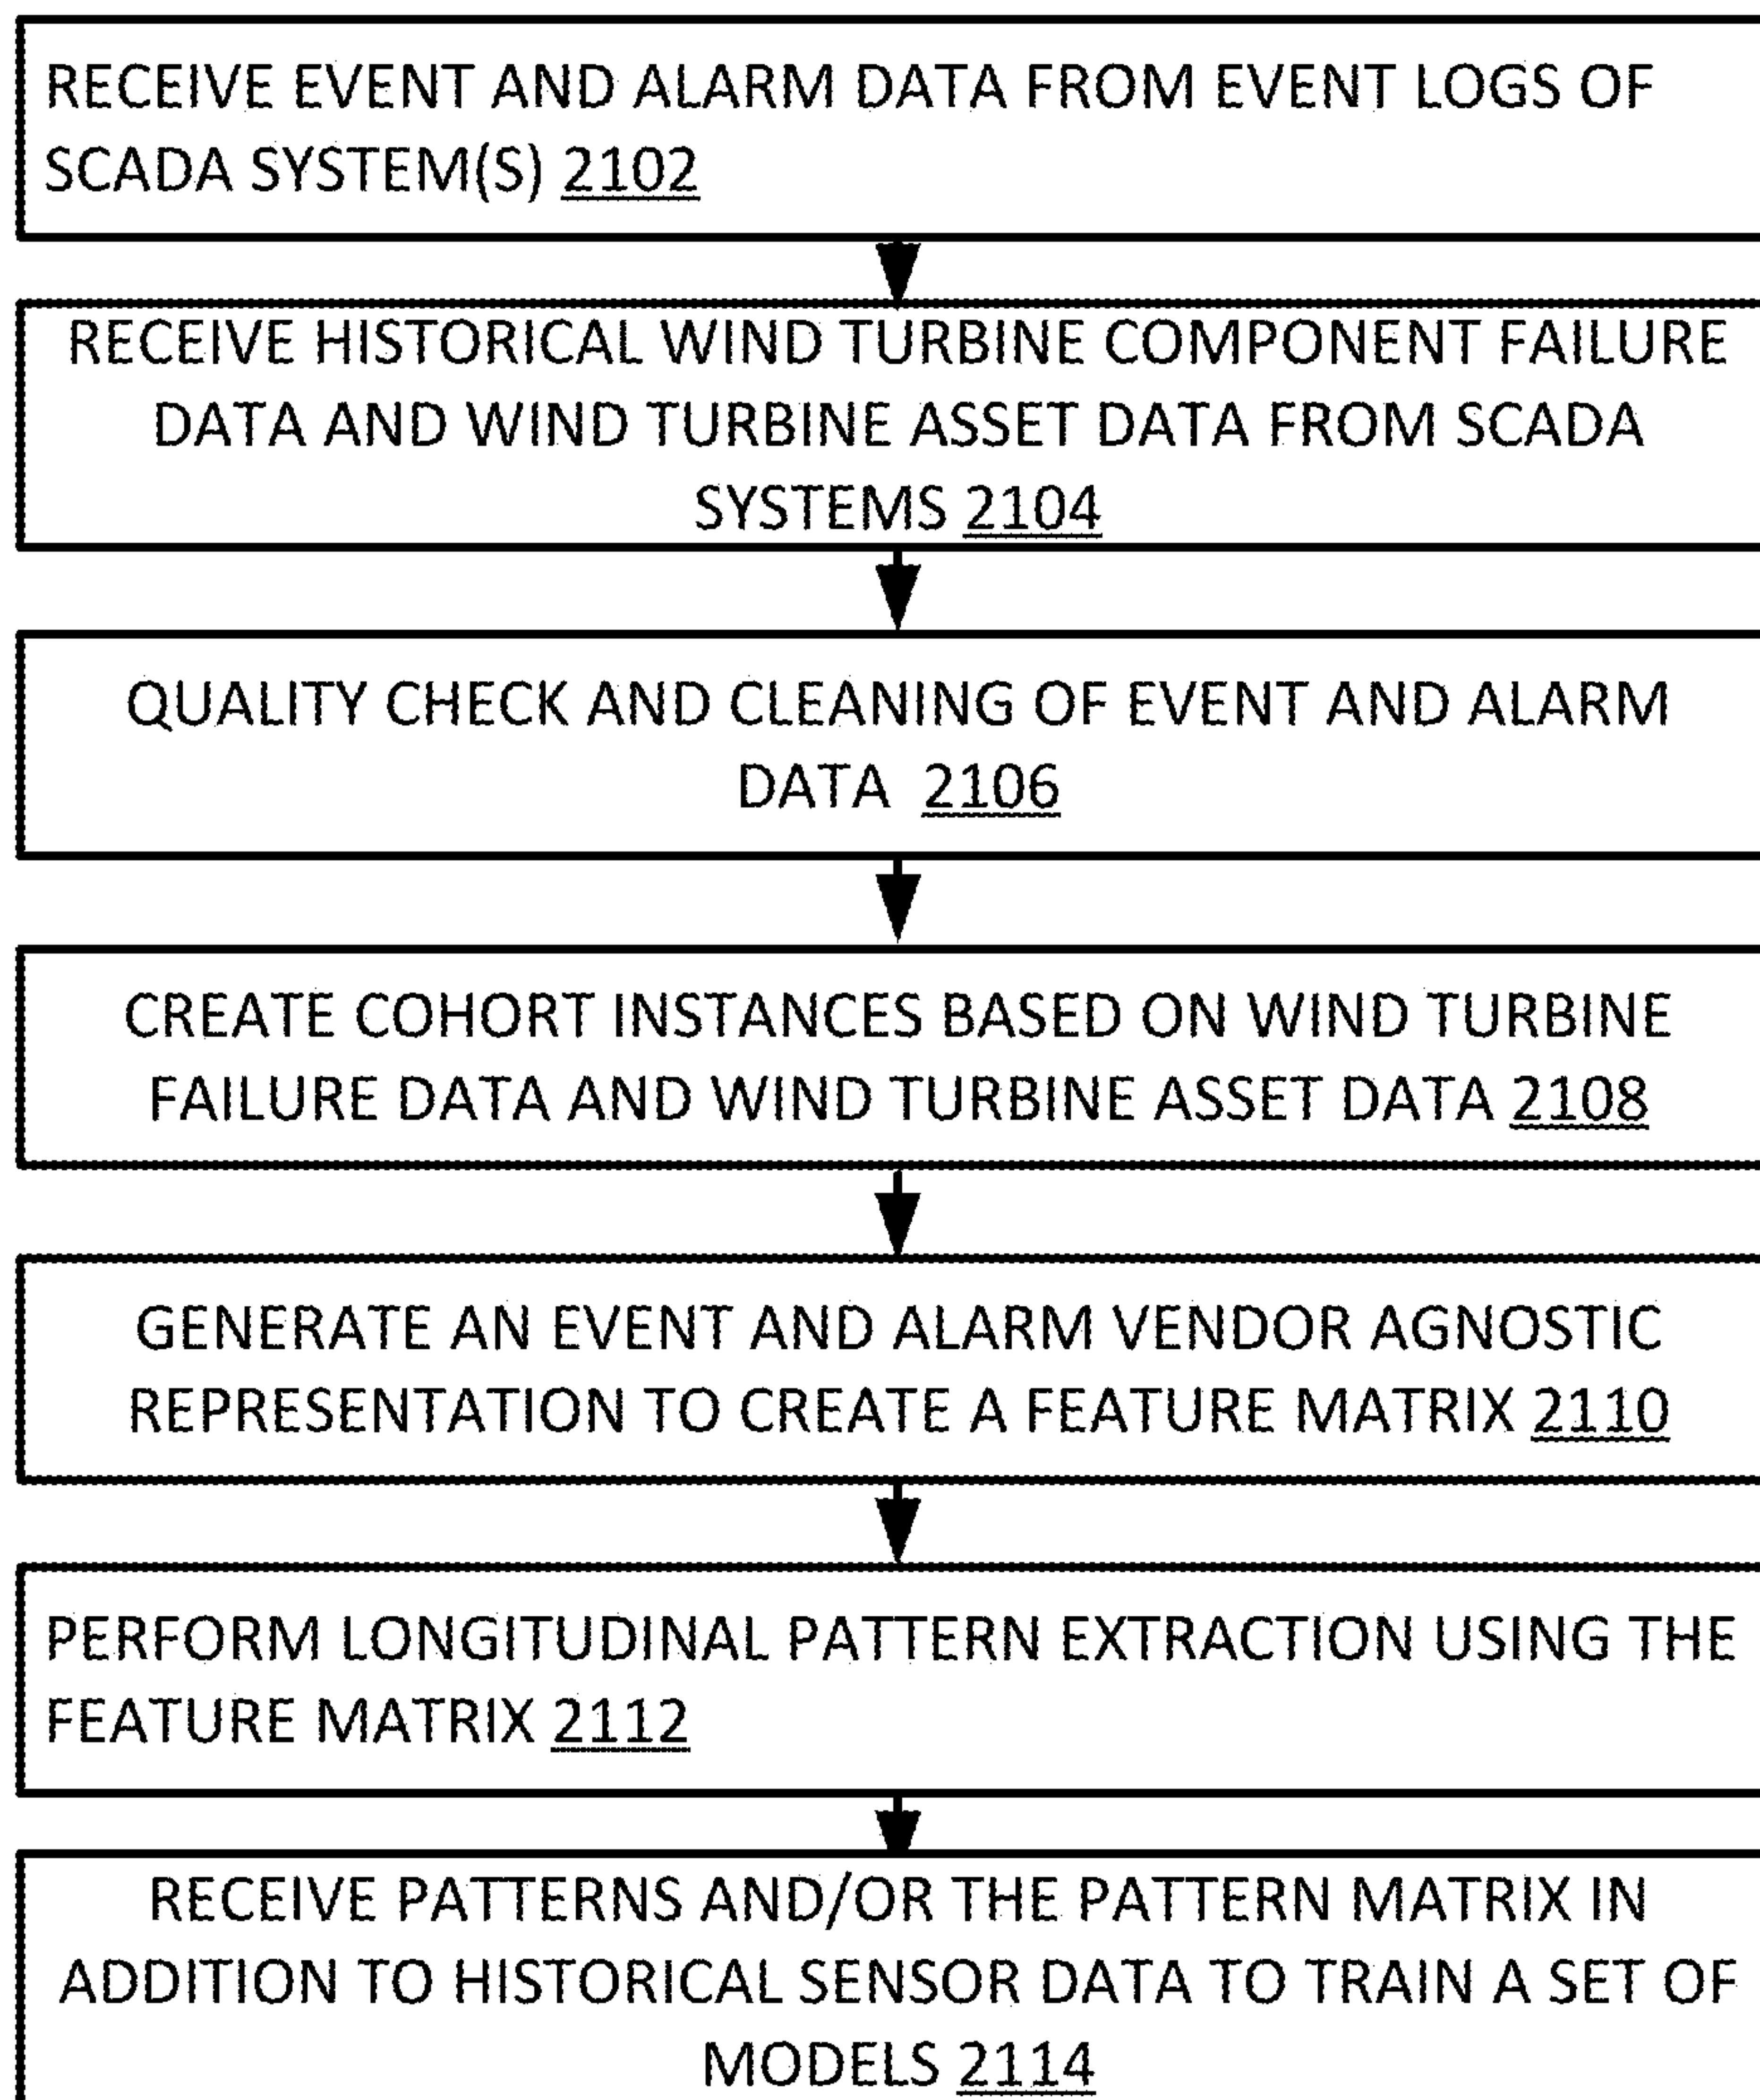 RECEIVE EVENT AND ALARM DATA FROM EVENT LOGS OF
SCADA SYSTEM(S) 2102
RECEIVE HISTORICAL WIND TURBINE COMPONENT FAILURE
DATA AND WIND TURBINE ASSET DATA FROM SCADA
SYSTEMS 2104
QUALITY CHECK AND CLEANING OF EVENT AND ALARM
DATA 2106
CREATE COHORT INSTANCES BASED ON WIND TURBINE
FAILURE DATA AND WIND TURBINE ASSET DATA 2108
GENERATE AN EVENT AND ALARM VENDOR AGNOSTIC
REPRESENTATION TO CREATE A FEATURE MATRIX 2110
PERFORM LONGITUDINAL PATTERN EXTRACTION USING THE
FEATURE MATRIX 2112
RECEIVE PATTERNS AND/OR THE PATTERN MATRIX IN
ADDITION TO HISTORICAL SENSOR DATA TO TRAIN A SET OF
MODELS 2114